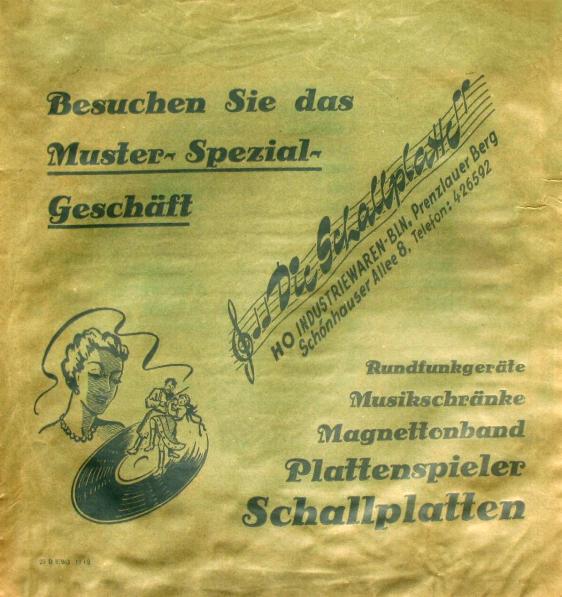 Besuchen Sie das
Muster- Spezial-
Geschäft
"Die Schallplatte"
HO INDUSTRIEWAREN-BLN. Prenzlauer Berg
Schönhauser Allee 8, Telefon: 426592
Rundfunkgeräte
Musikschränke
Magnettonband
Plattenspieler
Schallplatten